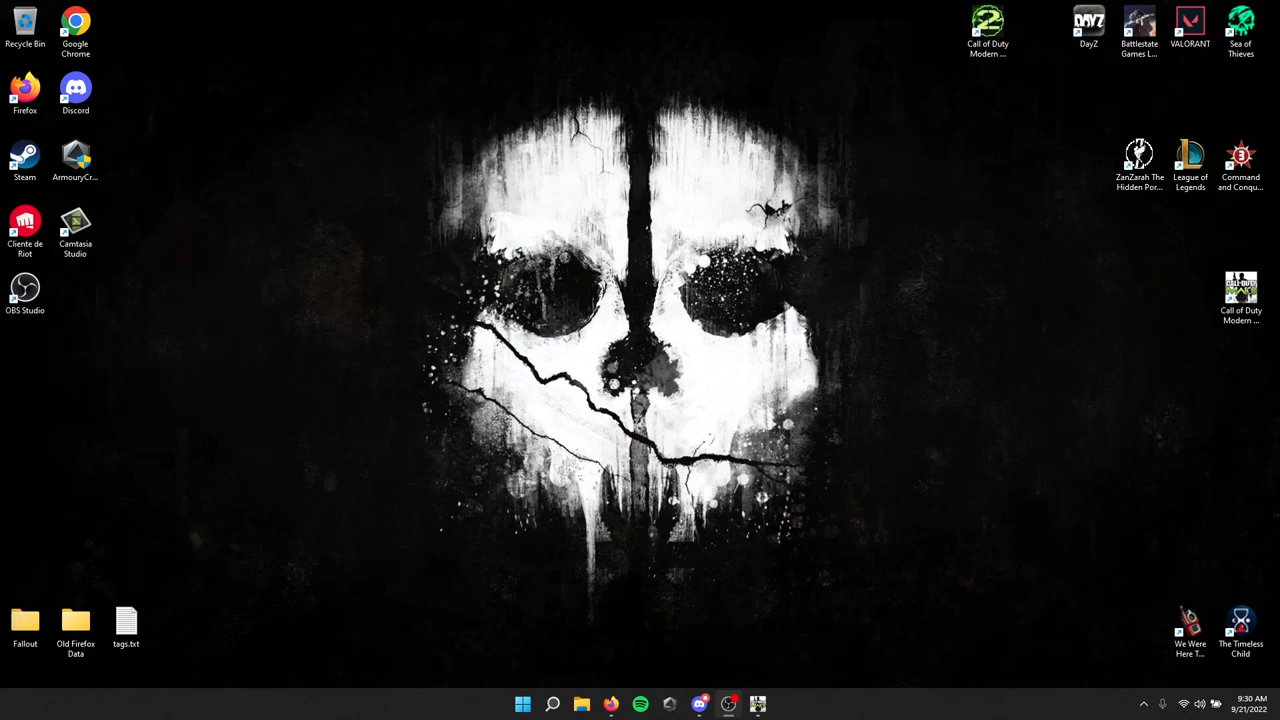 Recycle Bin
Google
Chrome
Call of Duty
Modern ...
DayZ
Battlestate
Games L...
VALORANT
Sea of
Thieves
Firefox
Discord
Steam
ArmouryCr...
ZanZarah The
Hidden Por...
League of
Legends
Command
and Conqu...
Cliente de
Riot
Camtasia
Studio
OBS Studio
Call of Duty
Modern ...
Fallout
Old Firefox
Data
tags.txt
We Were
Here T...
The Timeless
Child
9:30 AM
9/21/2022